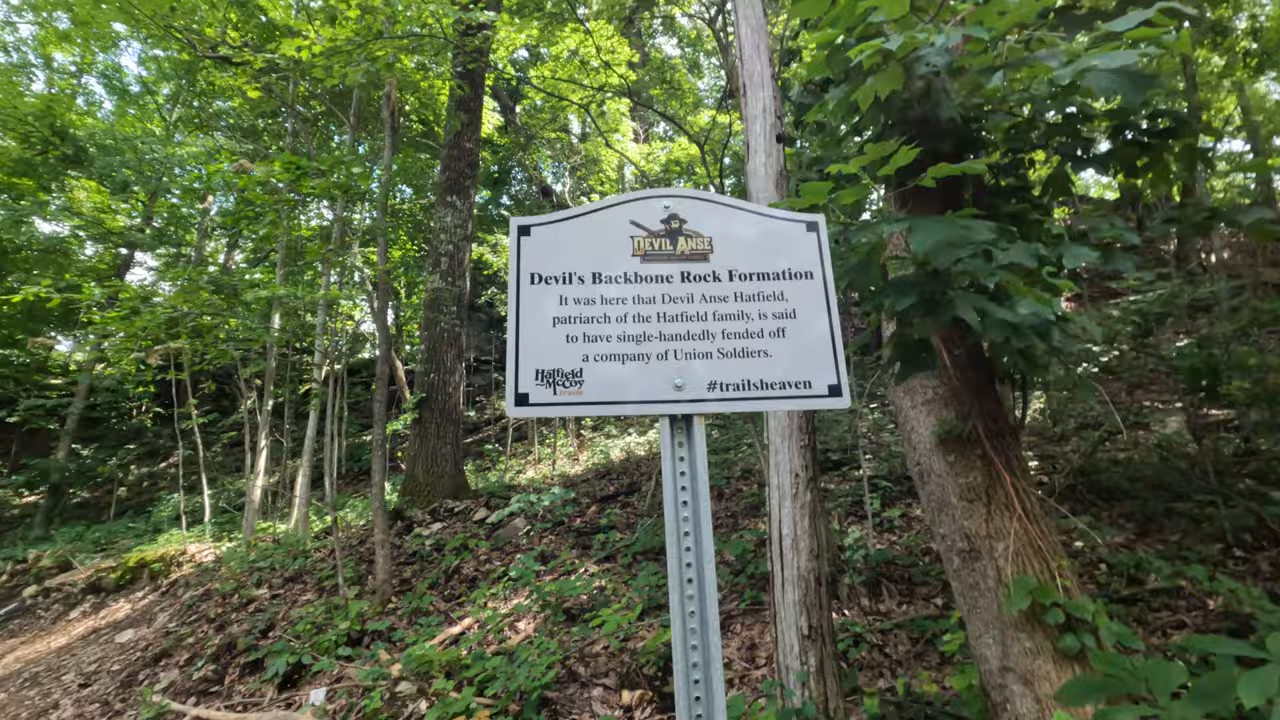 DEVIL ANSE
Devil's Backbone Rock Formation
It was here that Devil Anse Hatfield,
patriarch of the Hatfield family, is said
to have single-handedly fended off
a company of Union Soldiers.
Hatfield
McCoy
Trails
#trailsheaven